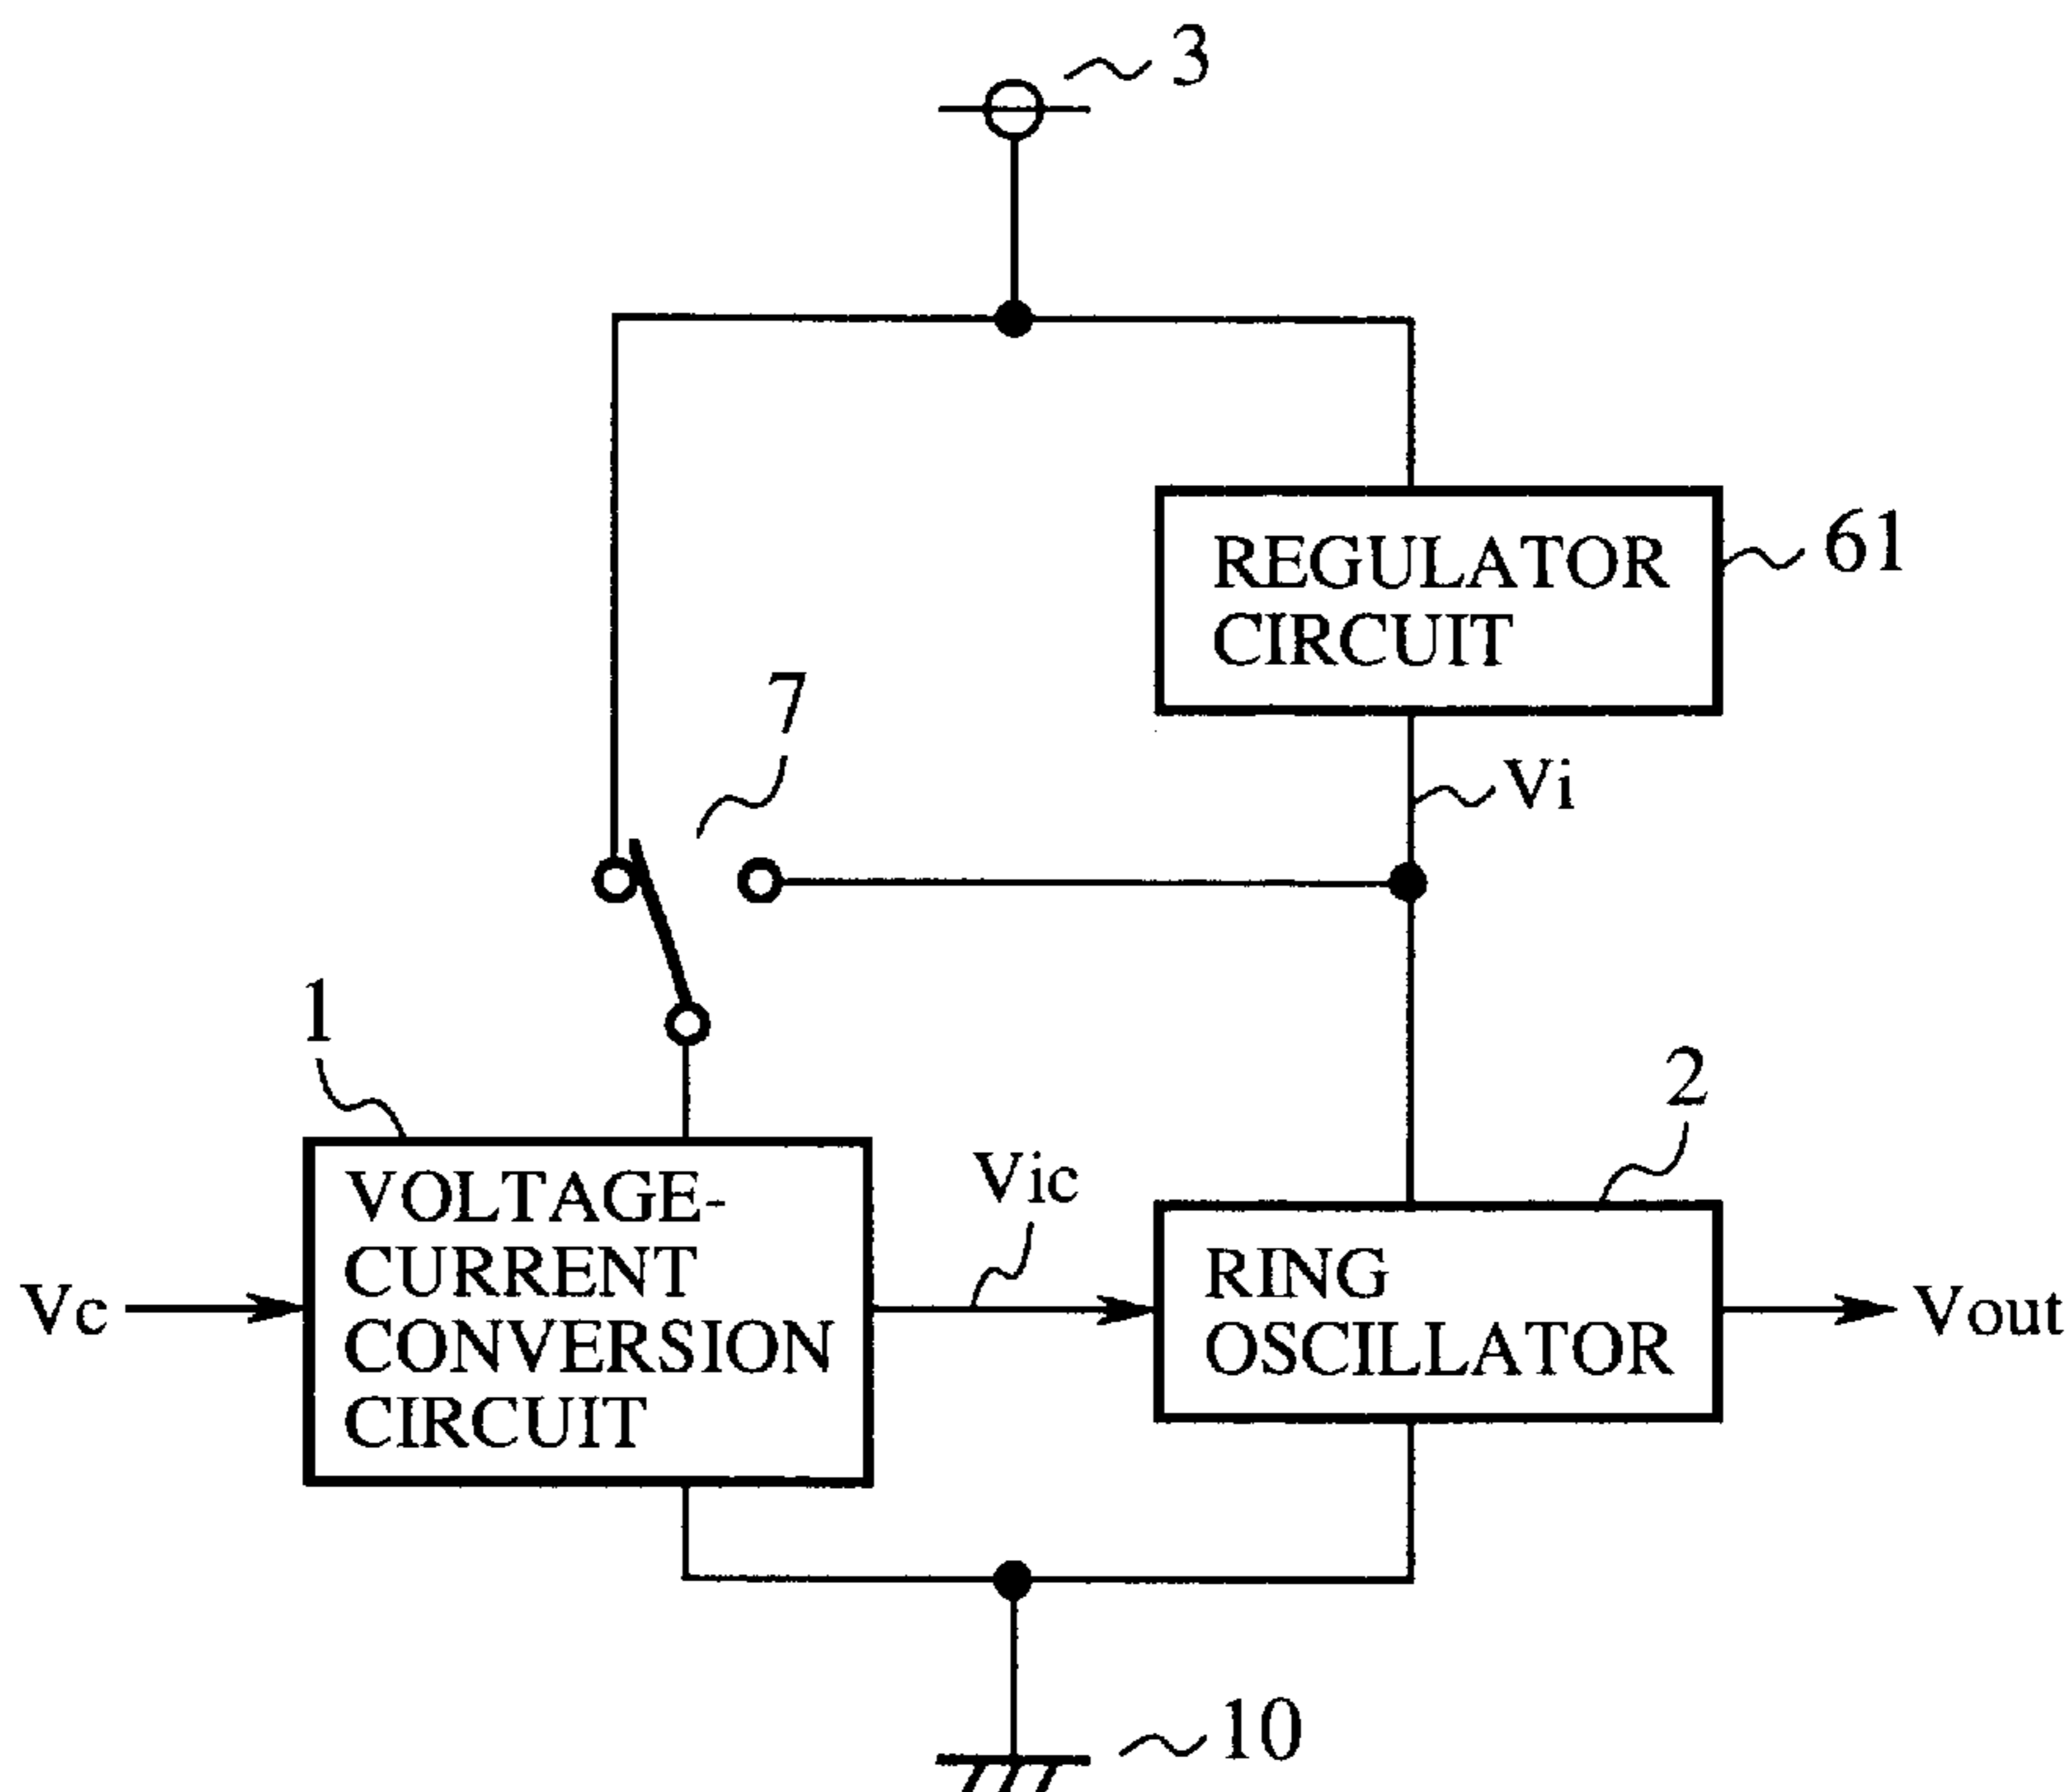 3
REGULATOR
CIRCUIT
61
7
Vi
1
2
VOLTAGE-
CURRENT
CONVERSION
CIRCUIT
Vic
RING
OSCILLATOR
Vc
Vout
10